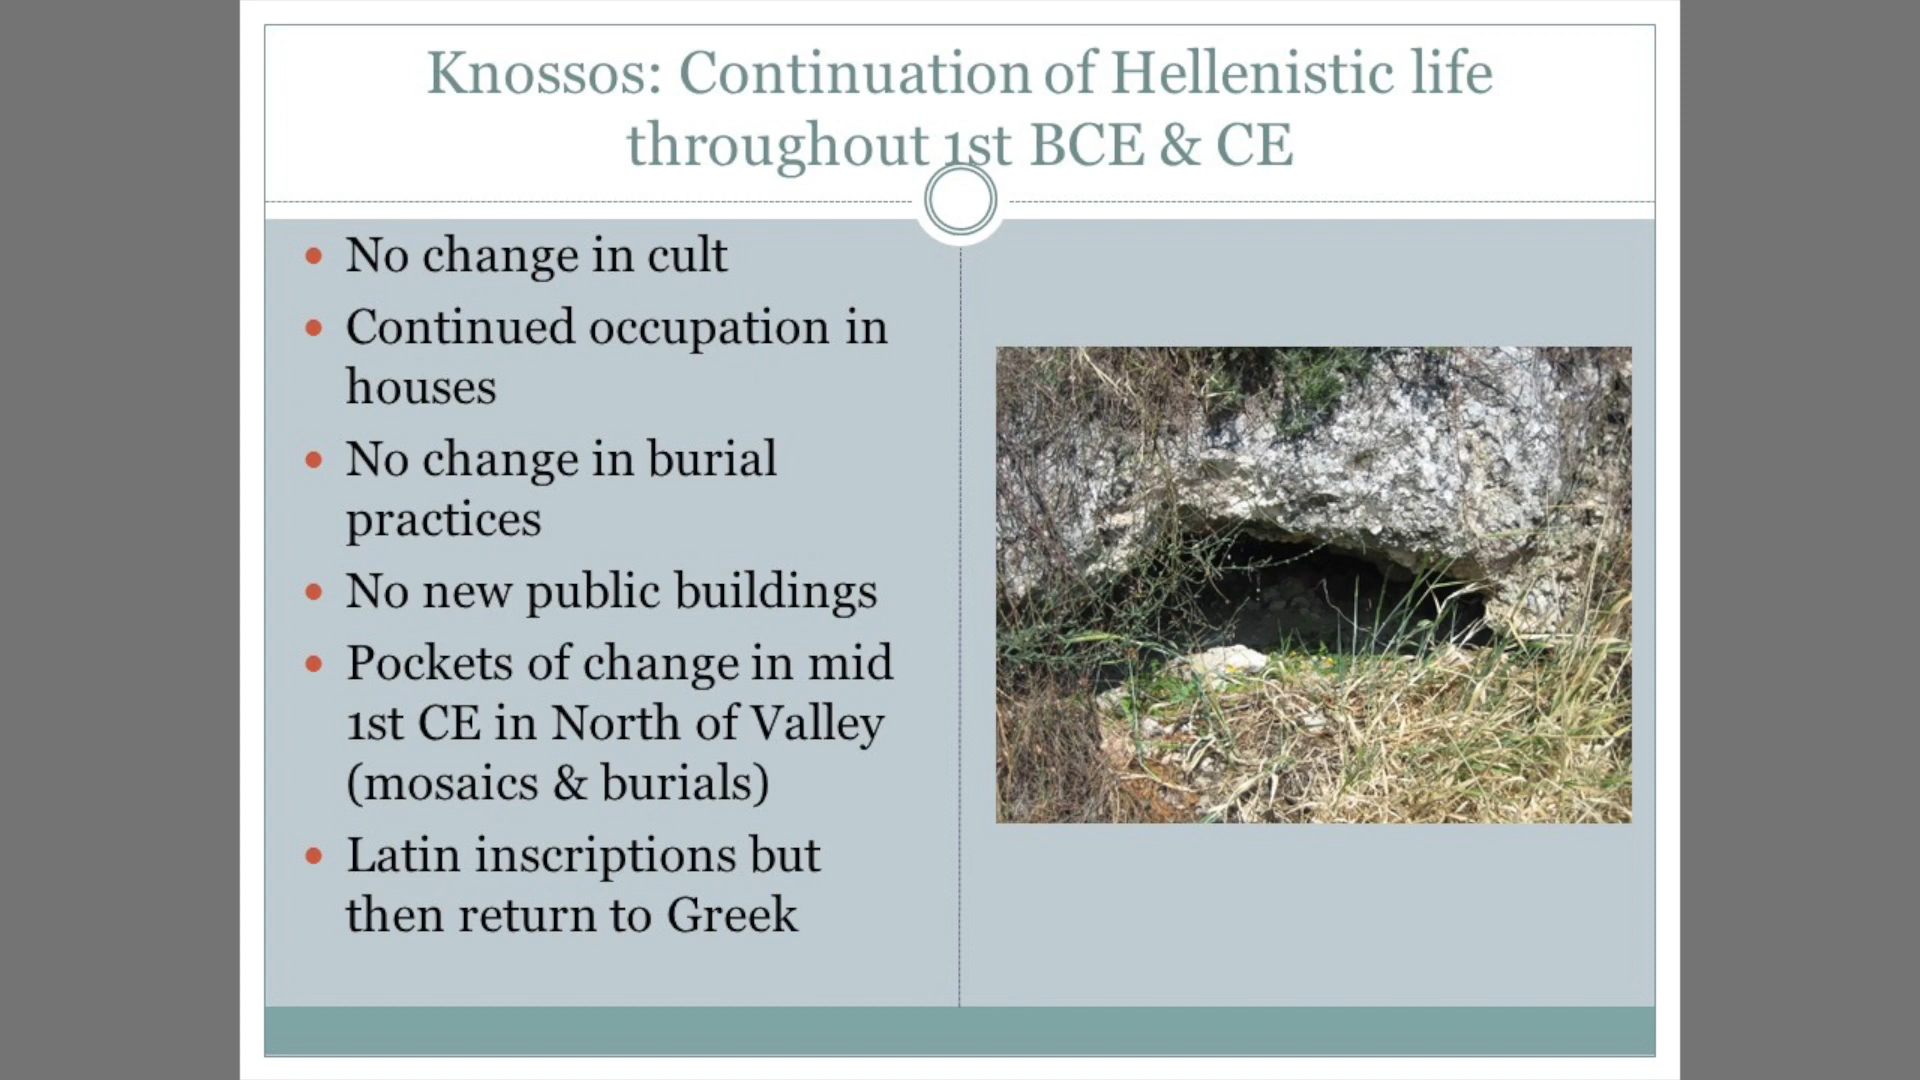 Knossos: Continuation of Hellenistic life
throughout 1st BCE & CE
• No change in cult
• Continued occupation in
houses
• No change in burial
practices
• No new public buildings
• Pockets of change in mid
1st CE in North of Valley
(mosaics & burials)
• Latin inscriptions but
then return to Greek